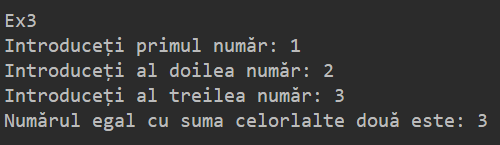 Ex3
Introduceți primul număr: 1
Introduceți al doilea număr: 2
Introduceți al treilea număr: 3
Numărul egal cu suma celorlalte două este: 3